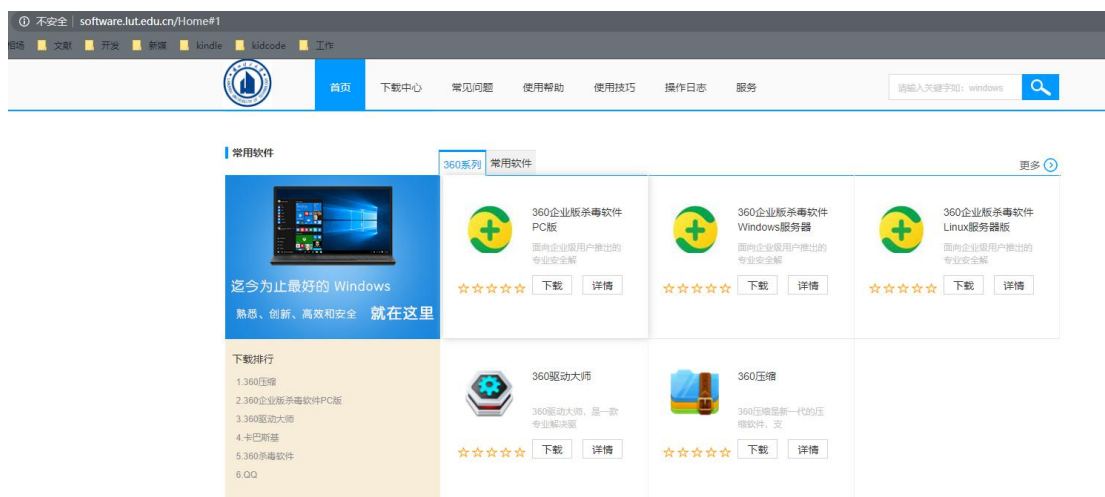 不安全 | software.lut.edu.cn/Home#1
文献 开发 新媒 kindle kidcode 工作
首页 下载中心 常见问题 使用帮助 使用技巧 操作日志 服务 请输入关键字如：windows
常用软件
360系列 常用软件 更多
迄今为止最好的 Windows
熟悉、创新、高效和安全 就在这里
360企业版杀毒软件
PC版
面向企业级用户推出的
专业安全解
下载 详情
360企业版杀毒软件
Windows服务器
面向企业级用户推出的
专业安全解
下载 详情
360企业版杀毒软件
Linux服务器版
面向企业级用户推出的
专业安全解
下载 详情
下载排行
1.360压缩
2.360企业版杀毒软件PC版
3.360驱动大师
4.卡巴斯基
5.360杀毒软件
6.QQ
360驱动大师
360驱动大师，是一款
专业解决驱
下载 详情
360压缩
360压缩是新一代的压
缩软件，支
下载 详情